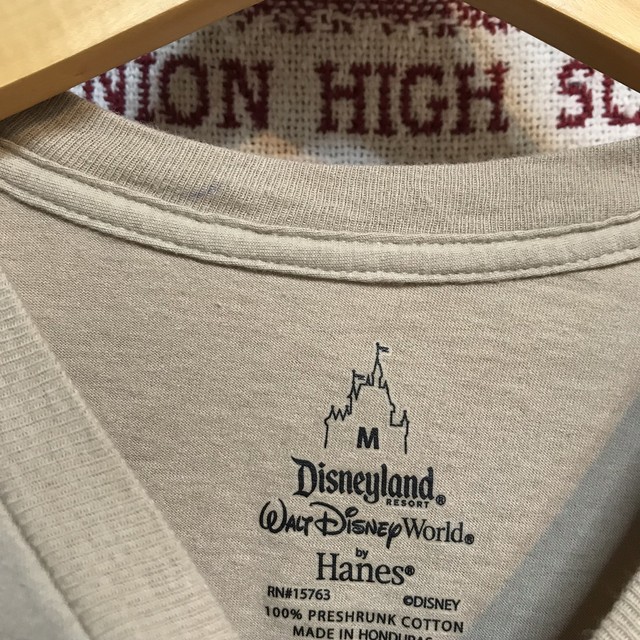 NION HIGH SC
M
Disneyland®
RESORT
WALT DISNEY World®
by
Hanes®
RN#15763 ©DISNEY
100% PRESHRUNK COTTON
MADE IN HONDURAS